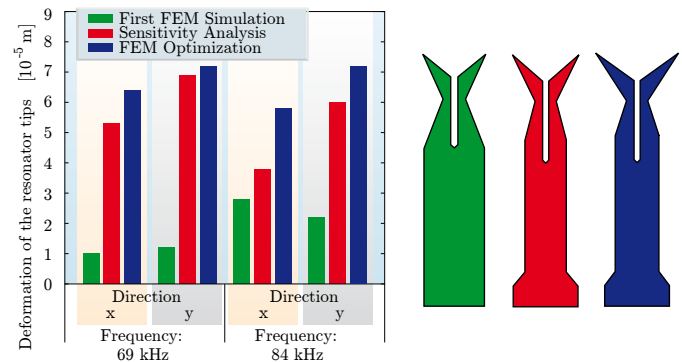 First FEM Simulation
Sensitivity Analysis
FEM Optimization
Deformation of the resonator tips [10⁻⁵ m]
9
8
7
6
5
4
3
2
1
0
Direction Direction
x y x y
Frequency: Frequency:
69 kHz 84 kHz